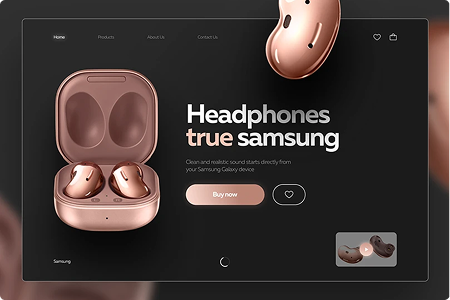 Home
Products
About Us
Contact Us
Headphones
true samsung
Clean and realistic sound starts directly from
your Samsung Galaxy device
Buy now
Samsung